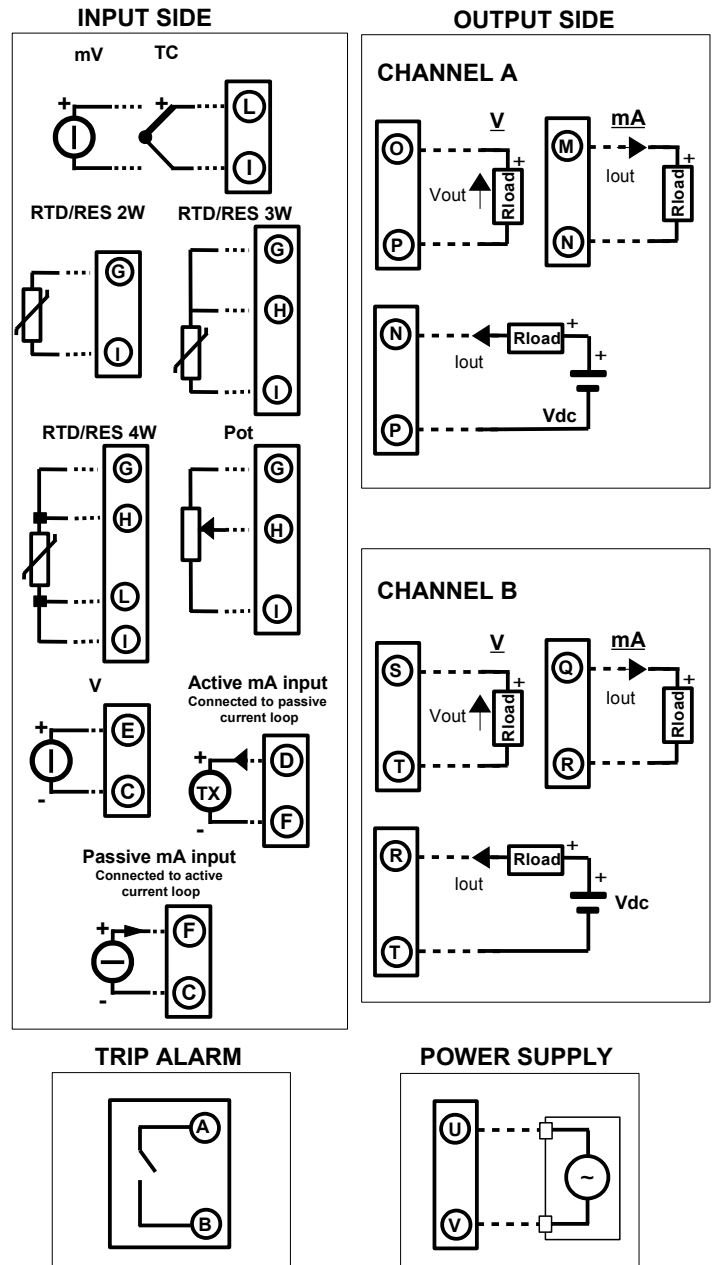 INPUT SIDE
mV TC
+ +
L
I
RTD/RES 2W RTD/RES 3W
G
I
G
H
I
RTD/RES 4W Pot
G
H
L
I
G
H
I
V
+
E
-
C
Active mA input
Connected to passive
current loop
+
D
TX
-
F
Passive mA input
Connected to active
current loop
+
F
-
C
OUTPUT SIDE
CHANNEL A
V
O
+
Vout
Rload
P
mA
M
+
Iout
Rload
N
N
Rload
+
Iout
+
Vdc
P
CHANNEL B
V
S
+
Vout
Rload
T
mA
Q
+
Iout
Rload
R
R
Rload
+
Iout
+
Vdc
T
TRIP ALARM
A
B
POWER SUPPLY
U
~
V